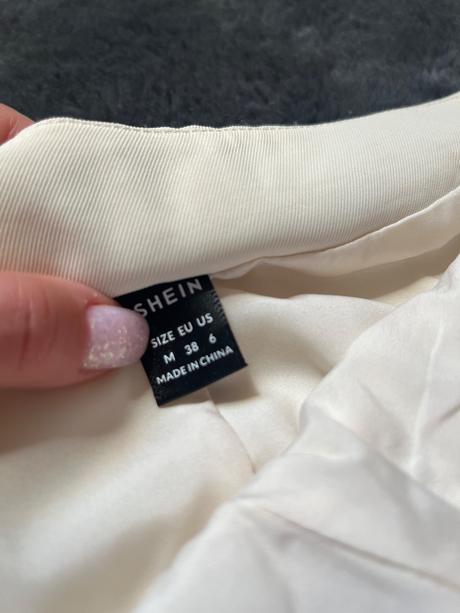 SHEIN
SIZE EU US
M 38 6
MADE IN CHINA